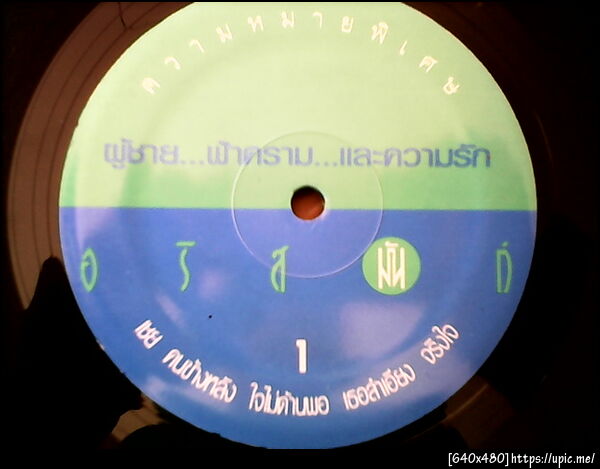 ความหมายพิเศษ
ผู้ชาย...ฟ้าคราม...และความรัก
อริสมันต์
1
เชย คนข้างหลัง ใจไม่ด้านพอ เธอลำเอียง จริงใจ
[640x480]https://upic.me/